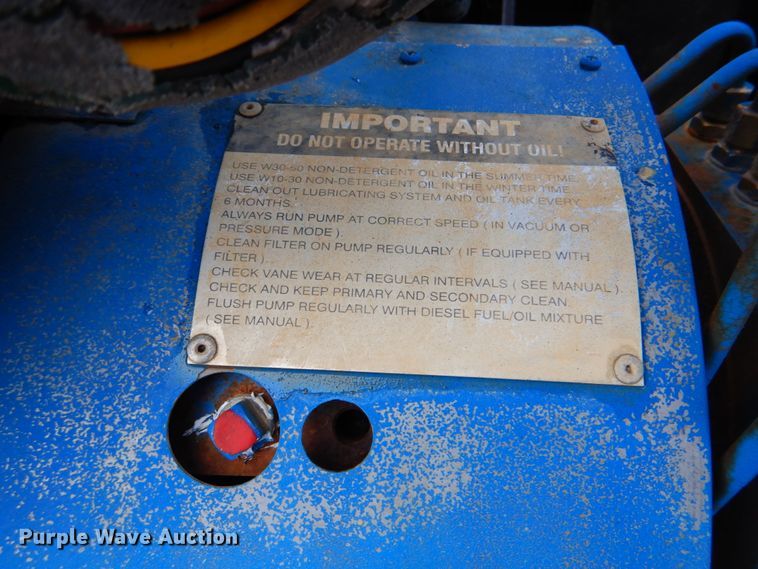 IMPORTANT
DO NOT OPERATE WITHOUT OIL!
USE W30-50 NON-DETERGENT OIL IN THE SUMMER TIME.
USE W10-30 NON-DETERGENT OIL IN THE WINTER TIME.
CLEAN OUT LUBRICATING SYSTEM AND OIL TANK EVERY
6 MONTHS.
ALWAYS RUN PUMP AT CORRECT SPEED ( IN VACUUM OR
PRESSURE MODE ).
CLEAN FILTER ON PUMP REGULARLY ( IF EQUIPPED WITH
FILTER ).
CHECK VANE WEAR AT REGULAR INTERVALS ( SEE MANUAL ).
CHECK AND KEEP PRIMARY AND SECONDARY CLEAN.
FLUSH PUMP REGULARLY WITH DIESEL FUEL/OIL MIXTURE
( SEE MANUAL ).
Purple Wave Auction